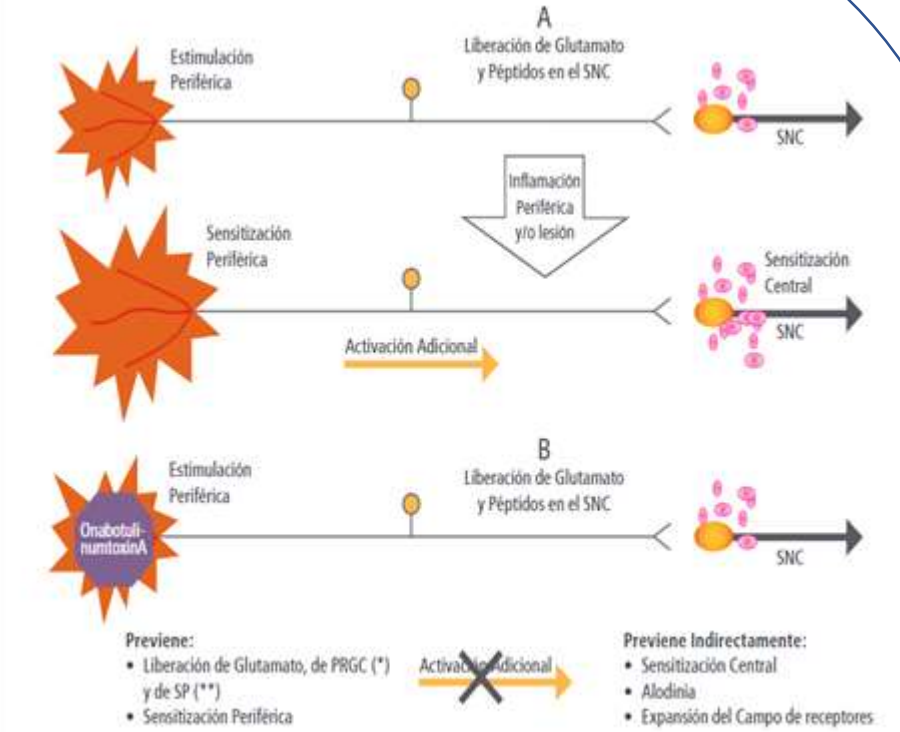 A
Liberación de Glutamato
y Péptidos en el SNC
Estimulación
Periférica
SNC
Inflamación
Periférica
y/o lesión
Sensitización
Periférica
Sensitización
Central
SNC
Activación Adicional
B
Liberación de Glutamato
y Péptidos en el SNC
Estimulación
Periférica
Onabotuli-
numtoxinA
SNC
Previene:
• Liberación de Glutamato, de PRGC (*)
y de SP (**)
• Sensitización Periférica
Activación Adicional
Previene Indirectamente:
• Sensitización Central
• Alodinia
• Expansión del Campo de receptores